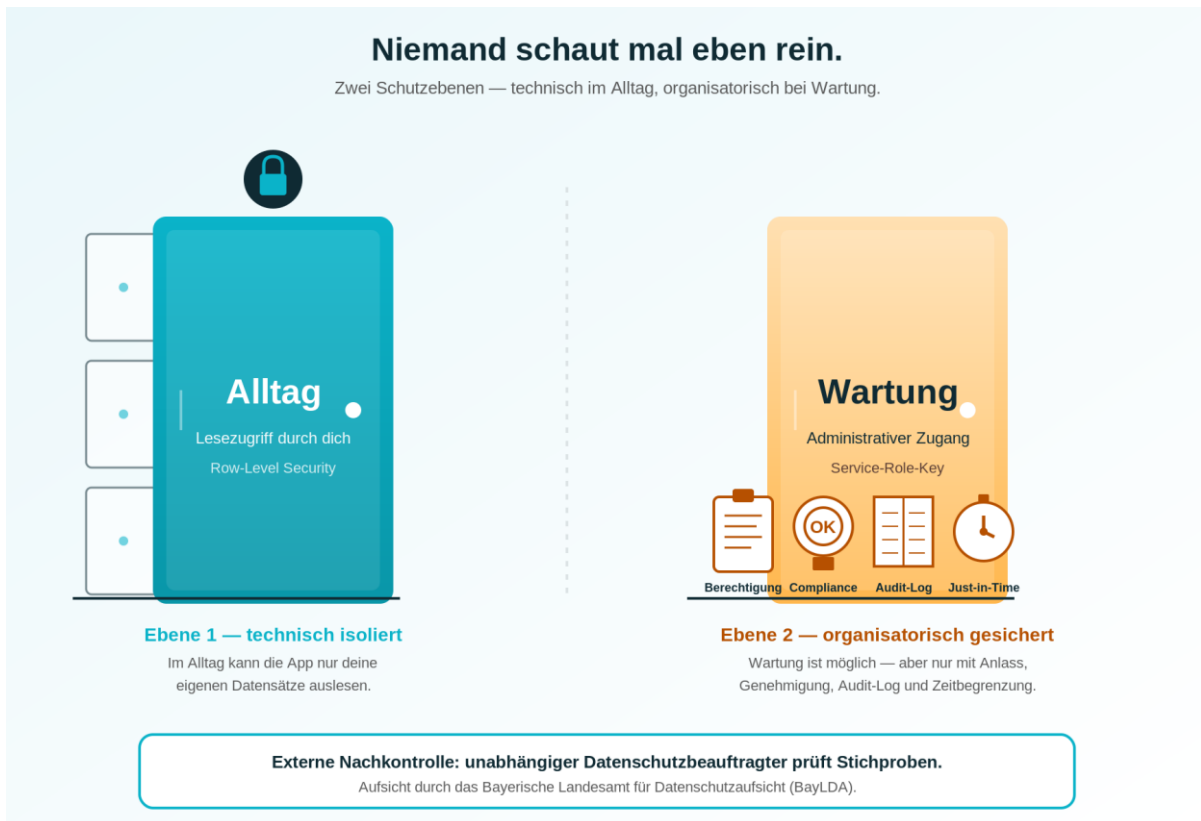 Niemand schaut mal eben rein.
Zwei Schutzebenen — technisch im Alltag, organisatorisch bei Wartung.
Alltag
Lesezugriff durch dich
Row-Level Security
Wartung
Administrativer Zugang
Service-Role-Key
OK
Berechtigung Compliance Audit-Log Just-in-Time
Ebene 1 — technisch isoliert
Im Alltag kann die App nur deine
eigenen Datensätze auslesen.
Ebene 2 — organisatorisch gesichert
Wartung ist möglich — aber nur mit Anlass,
Genehmigung, Audit-Log und Zeitbegrenzung.
Externe Nachkontrolle: unabhängiger Datenschutzbeauftragter prüft Stichproben.
Aufsicht durch das Bayerische Landesamt für Datenschutzaufsicht (BayLDA).